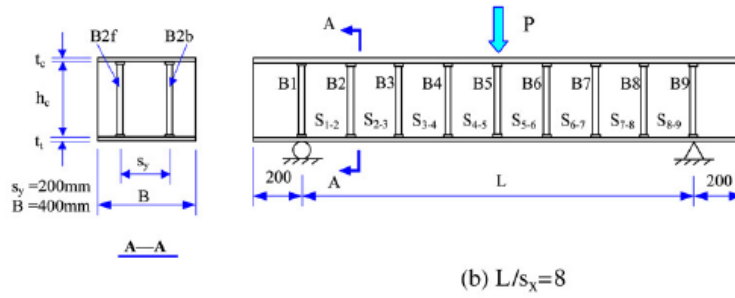 A
P
B2f B2b
t_c
h_c
t_t
B1 B2 B3 B4 B5 B6 B7 B8 B9
S_1-2 S_2-3 S_3-4 S_4-5 S_5-6 S_6-7 S_7-8 S_8-9
s_y
s_y =200mm
B =400mm
B
200 A L 200
A—A
(b) L/s_x=8